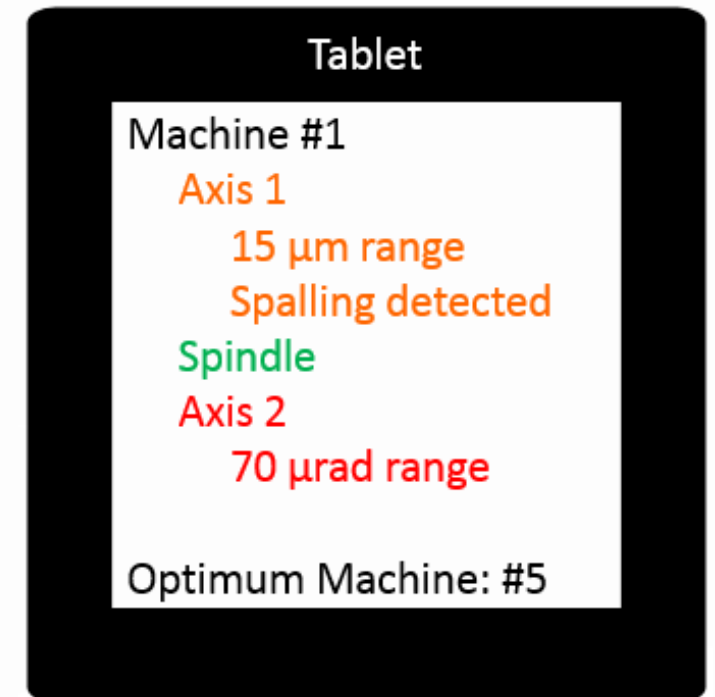 Tablet
Machine #1
Axis 1
15 μm range
Spalling detected
Spindle
Axis 2
70 μrad range
Optimum Machine: #5